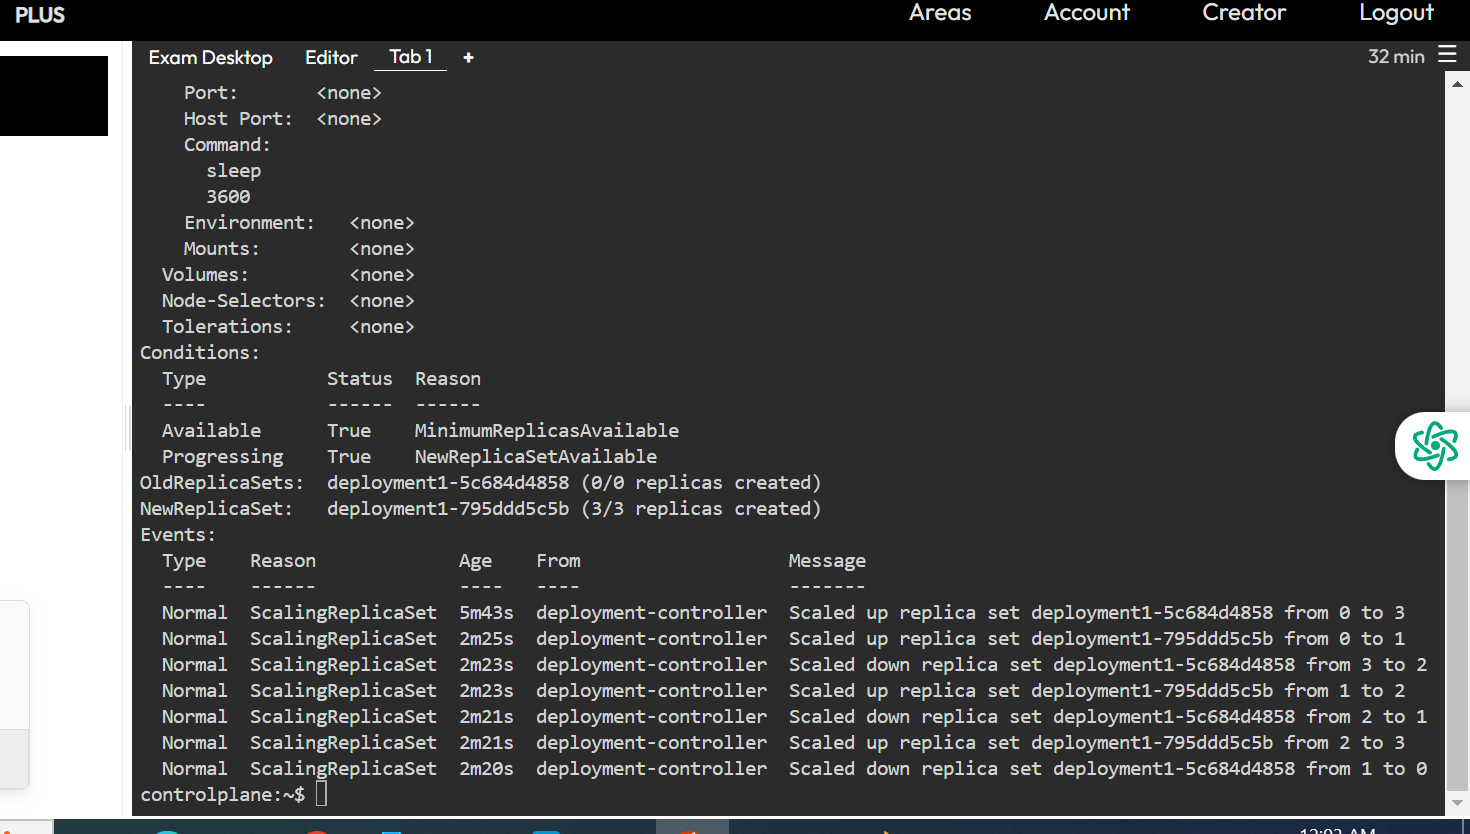 PLUS
Areas Account Creator Logout
Exam Desktop Editor Tab 1 + 32 min
Port: <none>
Host Port: <none>
Command:
sleep
3600
Environment: <none>
Mounts: <none>
Volumes: <none>
Node-Selectors: <none>
Tolerations: <none>
Conditions:
Type Status Reason
---- ------ ------
Available True MinimumReplicasAvailable
Progressing True NewReplicaSetAvailable
OldReplicaSets: deployment1-5c684d4858 (0/0 replicas created)
NewReplicaSet: deployment1-795ddd5c5b (3/3 replicas created)
Events:
Type Reason Age From Message
---- ------ ---- ---- -------
Normal ScalingReplicaSet 5m43s deployment-controller Scaled up replica set deployment1-5c684d4858 from 0 to 3
Normal ScalingReplicaSet 2m25s deployment-controller Scaled up replica set deployment1-795ddd5c5b from 0 to 1
Normal ScalingReplicaSet 2m23s deployment-controller Scaled down replica set deployment1-5c684d4858 from 3 to 2
Normal ScalingReplicaSet 2m23s deployment-controller Scaled up replica set deployment1-795ddd5c5b from 1 to 2
Normal ScalingReplicaSet 2m21s deployment-controller Scaled down replica set deployment1-5c684d4858 from 2 to 1
Normal ScalingReplicaSet 2m21s deployment-controller Scaled up replica set deployment1-795ddd5c5b from 2 to 3
Normal ScalingReplicaSet 2m20s deployment-controller Scaled down replica set deployment1-5c684d4858 from 1 to 0
controlplane:~$